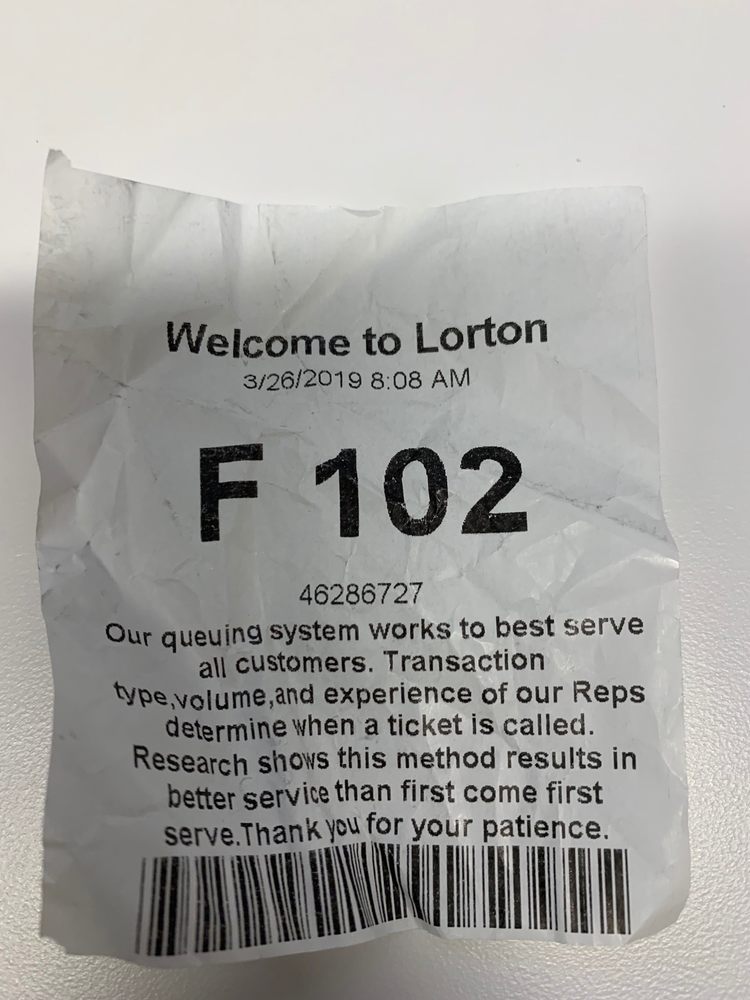 Welcome to Lorton
3/26/2019 8:08 AM
F 102
46286727
Our queuing system works to best serve
all customers. Transaction
type,volume,and experience of our Reps
determine when a ticket is called.
Research shows this method results in
better service than first come first
serve.Thank you for your patience.